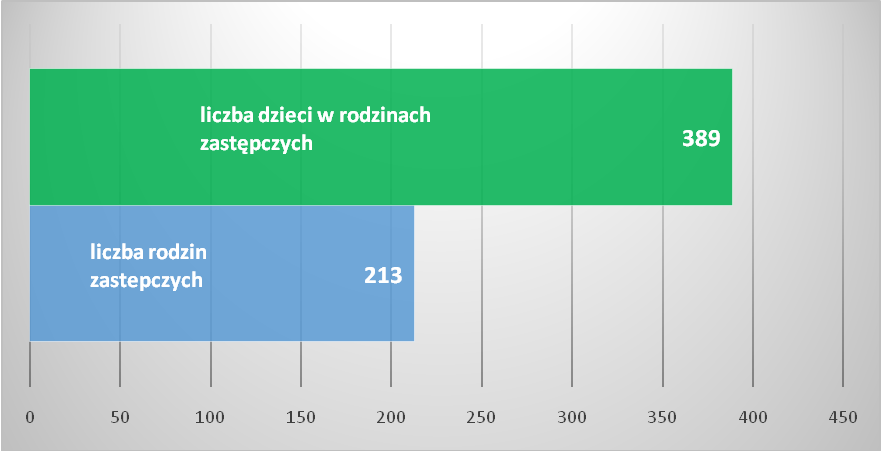 liczba dzieci w rodzinach
zastępczych
389
liczba rodzin
zastepczych
213
0 50 100 150 200 250 300 350 400 450